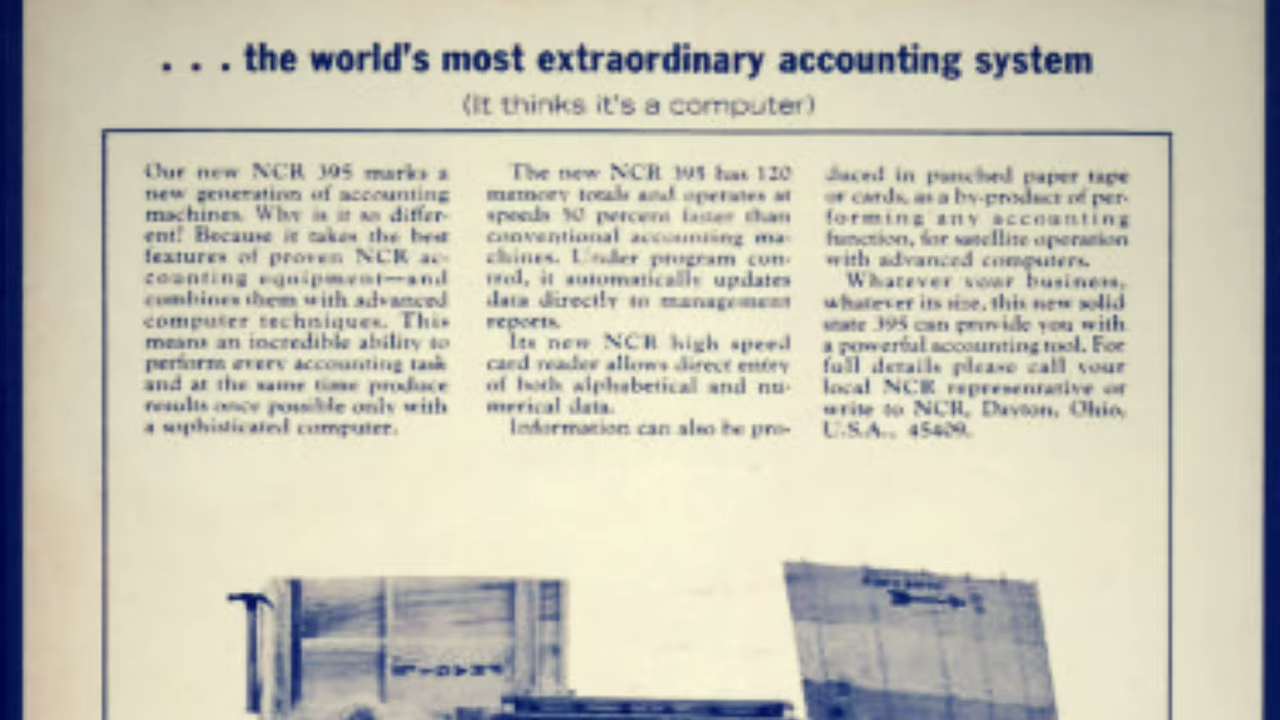 . . . the world's most extraordinary accounting system
(It thinks it's a computer)
Our new NCR 395 marks a
new generation of accounting
machines. Why is it so differ-
ent? Because it takes the best
features of proven NCR ac-
counting equipment—and
combines them with advanced
computer techniques. This
means an incredible ability to
perform every accounting task
and at the same time produce
results once possible only with
a sophisticated computer.
The new NCR 395 has 120
memory totals and operates at
speeds 50 percent faster than
conventional accounting ma-
chines. Under program con-
trol, it automatically updates
data directly to management
reports.
Its new NCR high speed
card reader allows direct entry
of both alphabetical and nu-
merical data.
Information can also be pro-
duced in punched paper tape
or cards, as a by-product of per-
forming any accounting
function, for satellite operation
with advanced computers.
Whatever your business,
whatever its size, this new solid
state 395 can provide you with
a powerful accounting tool. For
full details please call your
local NCR representative or
write to NCR, Dayton, Ohio,
U.S.A., 45409.